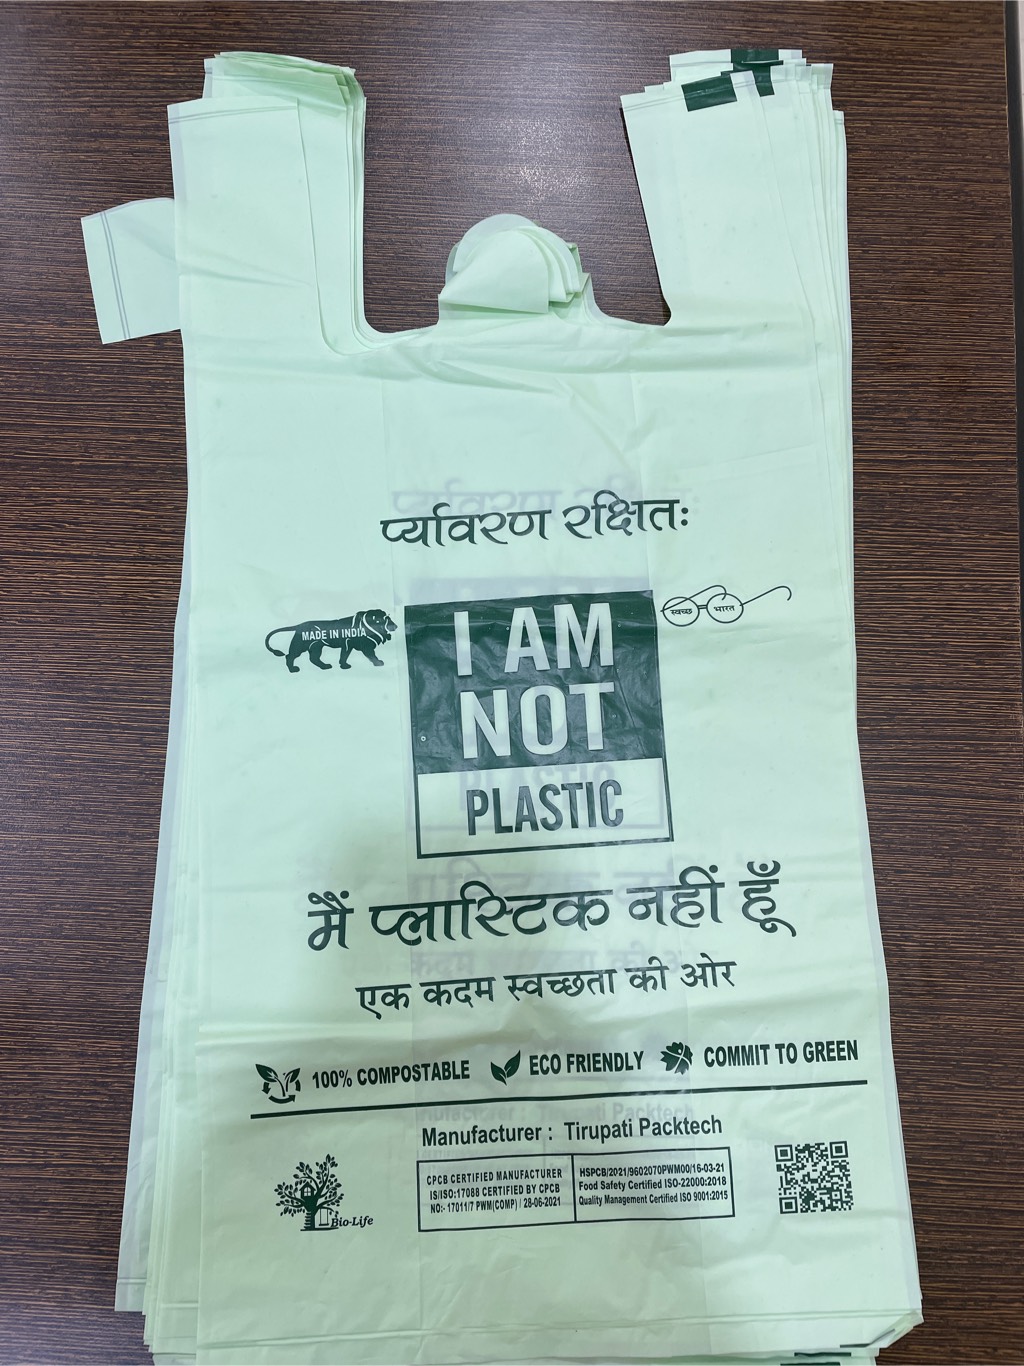 पर्यावरण रक्षितः
MADE IN INDIA
स्वच्छ भारत
I AM
NOT
PLASTIC
मैं प्लास्टिक नहीं हूँ
एक कदम स्वच्छता की ओर
100% COMPOSTABLE ECO FRIENDLY COMMIT TO GREEN
Manufacturer : Tirupati Packtech
CPCB CERTIFIED MANUFACTURER
IS/ISO:17088 CERTIFIED BY CPCB
NO:- 17011/7 PWM(COMP) / 28-06-2021
HSPCB/2021/9602070PWM00/16-03-21
Food Safety Certified ISO-22000:2018
Quality Management Certified ISO 9001:2015
Bio-Life